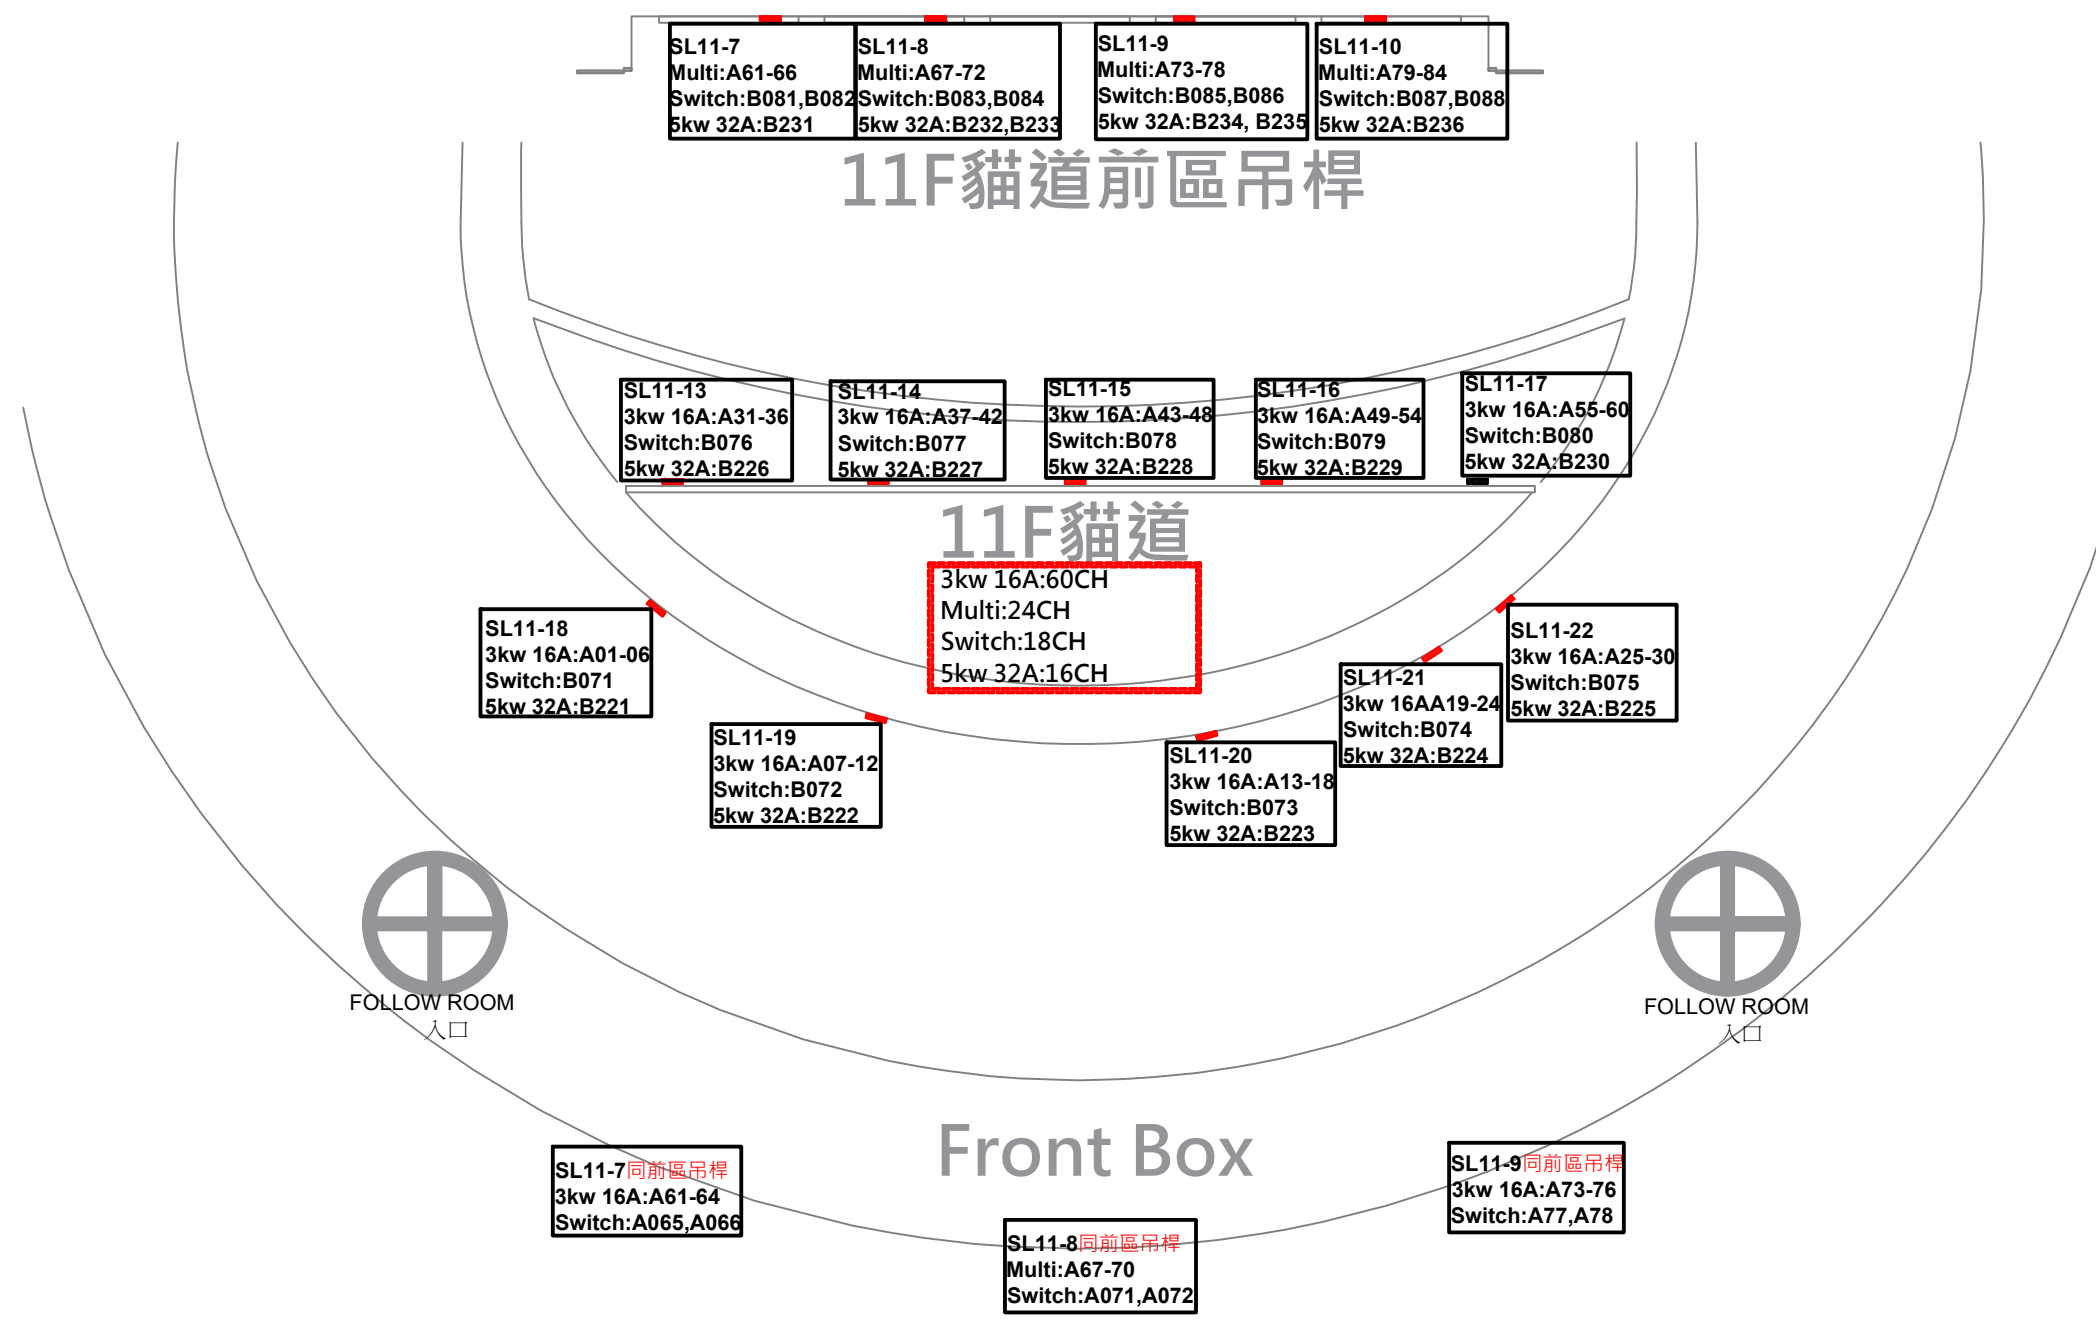 SL11-7
Multi:A61-66
Switch:B081,B082
5kw 32A:B231
SL11-8
Multi:A67-72
Switch:B083,B084
5kw 32A:B232,B233
SL11-9
Multi:A73-78
Switch:B085,B086
5kw 32A:B234, B235
SL11-10
Multi:A79-84
Switch:B087,B088
5kw 32A:B236
11F貓道前區吊桿
SL11-13
3kw 16A:A31-36
Switch:B076
5kw 32A:B226
SL11-14
3kw 16A:A37-42
Switch:B077
5kw 32A:B227
SL11-15
3kw 16A:A43-48
Switch:B078
5kw 32A:B228
SL11-16
3kw 16A:A49-54
Switch:B079
5kw 32A:B229
SL11-17
3kw 16A:A55-60
Switch:B080
5kw 32A:B230
11F貓道
3kw 16A:60CH
Multi:24CH
Switch:18CH
5kw 32A:16CH
SL11-18
3kw 16A:A01-06
Switch:B071
5kw 32A:B221
SL11-19
3kw 16A:A07-12
Switch:B072
5kw 32A:B222
SL11-20
3kw 16A:A13-18
Switch:B073
5kw 32A:B223
SL11-21
3kw 16AA19-24
Switch:B074
5kw 32A:B224
SL11-22
3kw 16A:A25-30
Switch:B075
5kw 32A:B225
FOLLOW ROOM
入口
FOLLOW ROOM
入口
Front Box
SL11-7同前區吊桿
3kw 16A:A61-64
Switch:A065,A066
SL11-8同前區吊桿
Multi:A67-70
Switch:A071,A072
SL11-9同前區吊桿
3kw 16A:A73-76
Switch:A77,A78